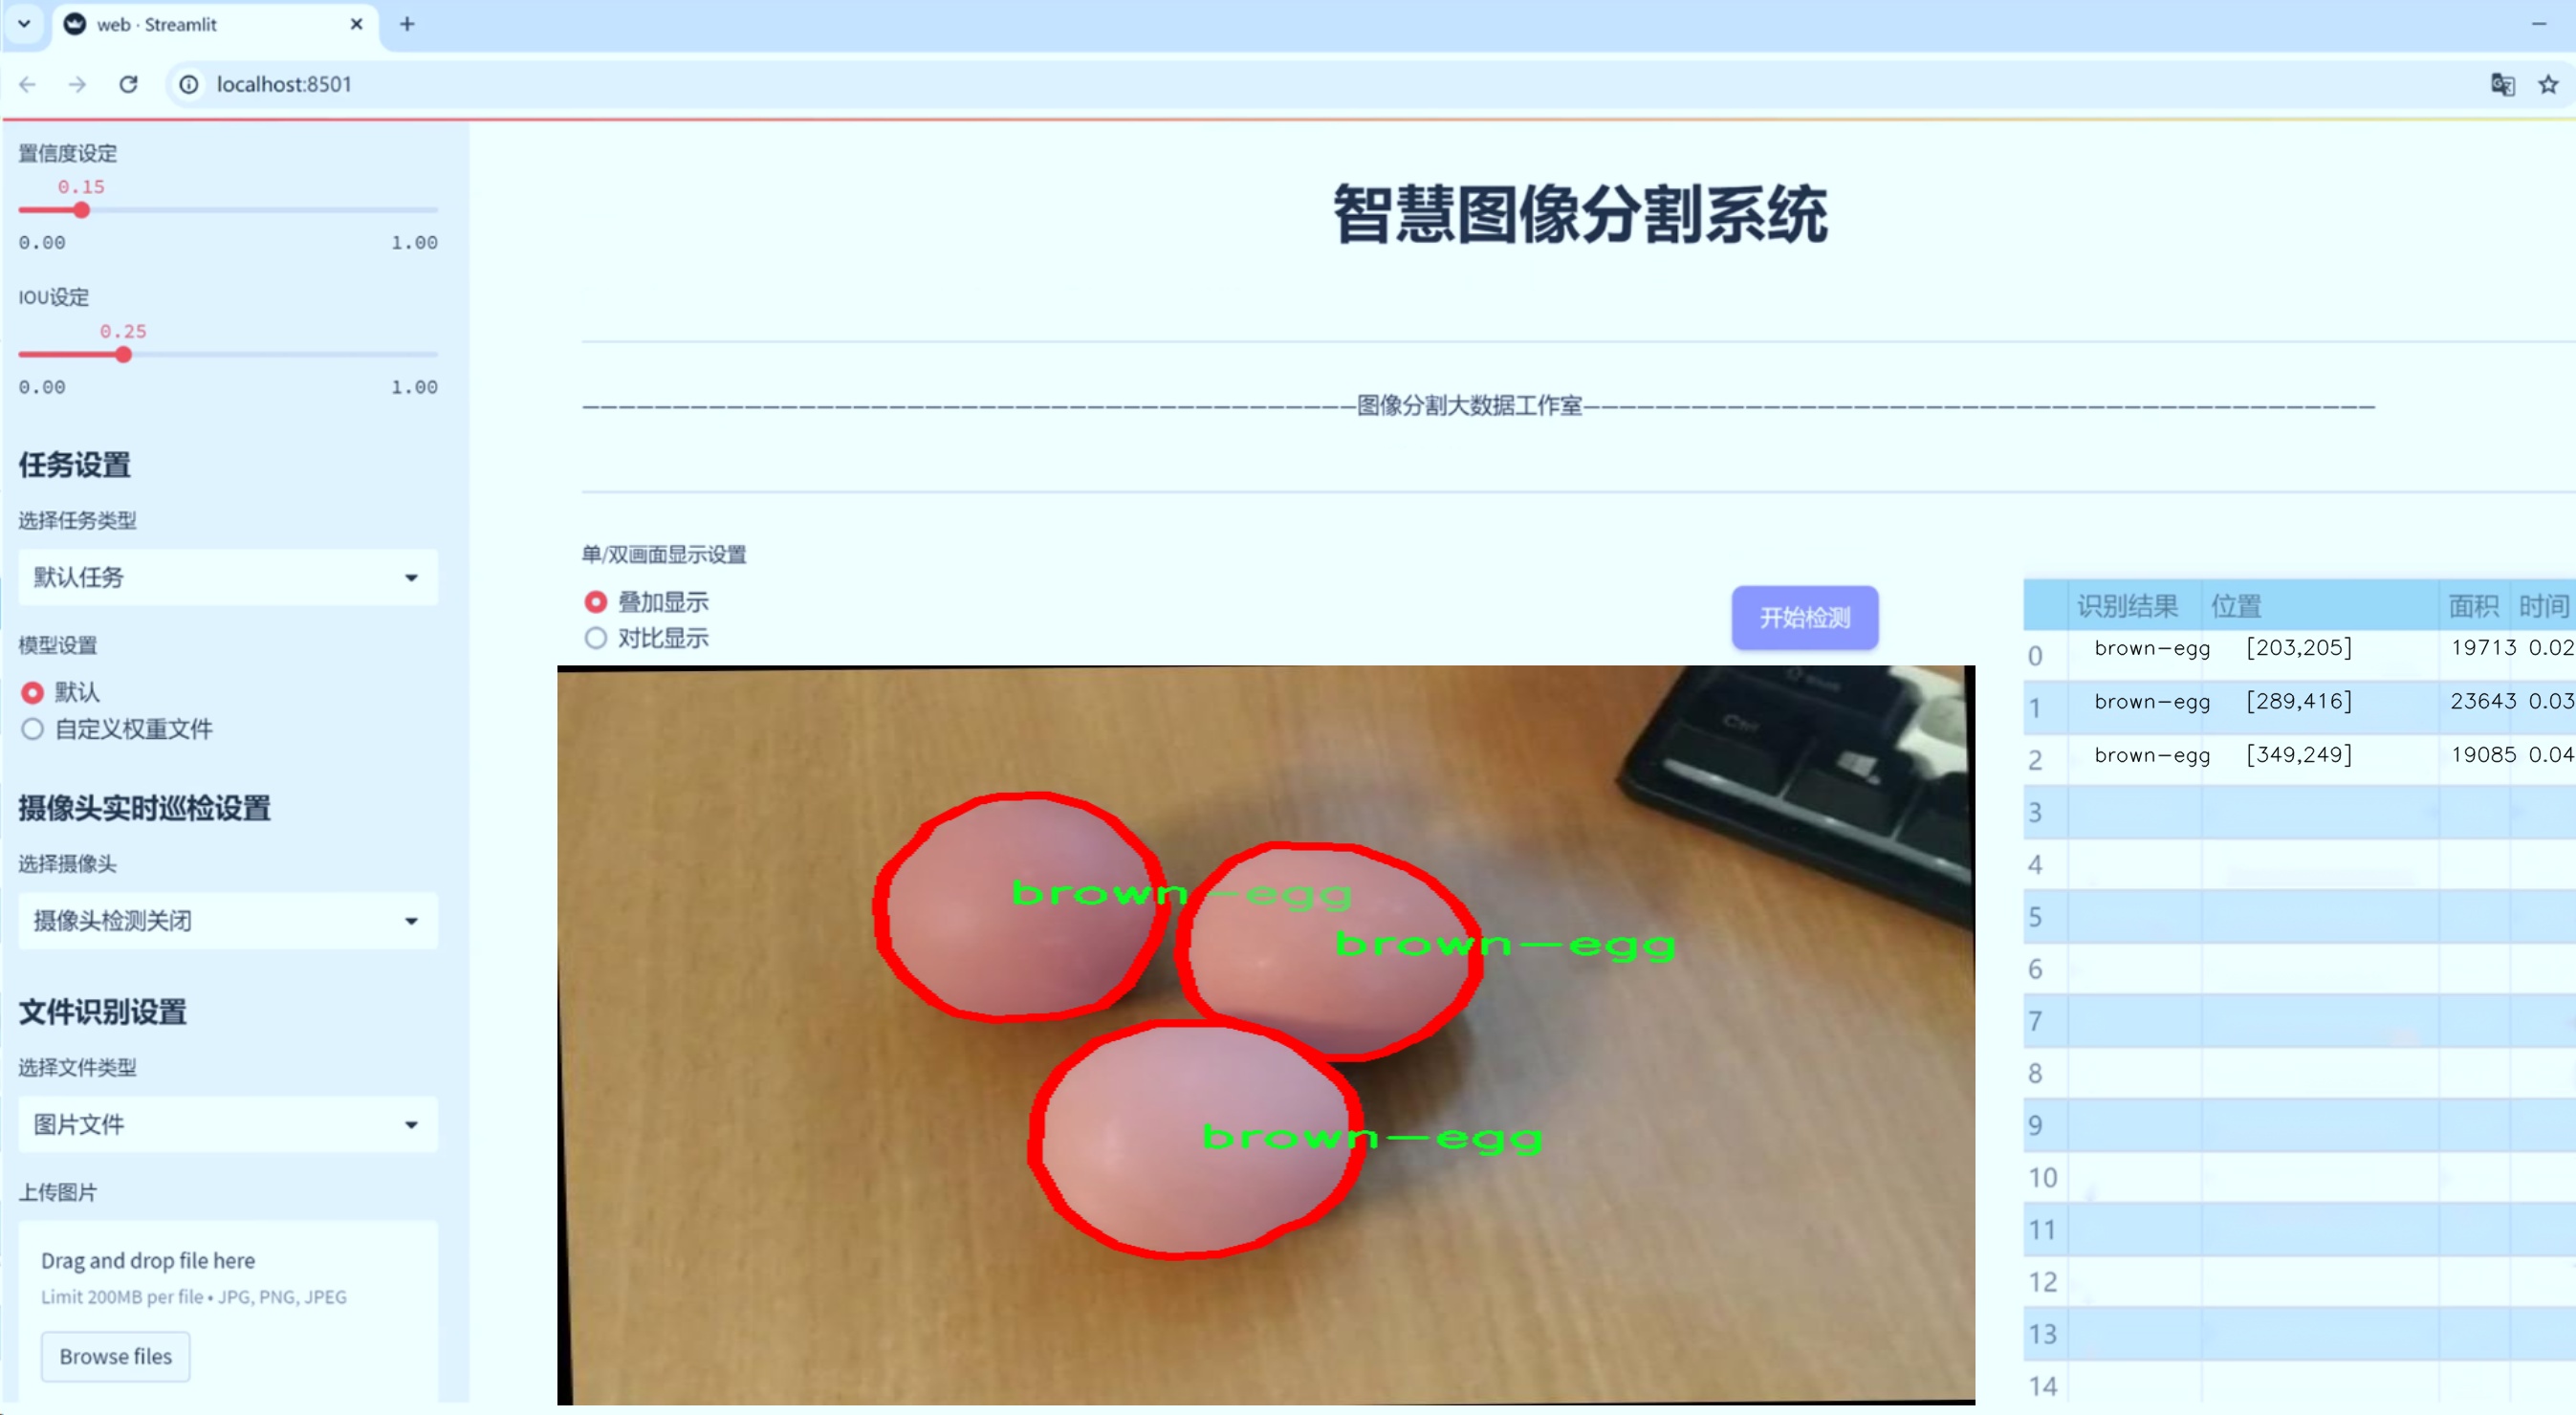 web · Streamlit
localhost:8501
置信度设定
0.15
0.00 1.00
IOU设定
0.25
0.00 1.00
任务设置
选择任务类型
默认任务
模型设置
默认
自定义权重文件
摄像头实时巡检设置
选择摄像头
摄像头检测关闭
文件识别设置
选择文件类型
图片文件
上传图片
Drag and drop file here
Limit 200MB per file • JPG, PNG, JPEG
Browse files
智慧图像分割系统
图像分割大数据工作室
单/双画面显示设置
叠加显示
对比显示
开始检测
Ctrl
brown-egg
brown-egg
brown-egg
识别结果 位置 面积 时间
0 brown-egg [203,205] 19713 0.02
1 brown-egg [289,416] 23643 0.03
2 brown-egg [349,249] 19085 0.04
3
4
5
6
7
8
9
10
11
12
13
14